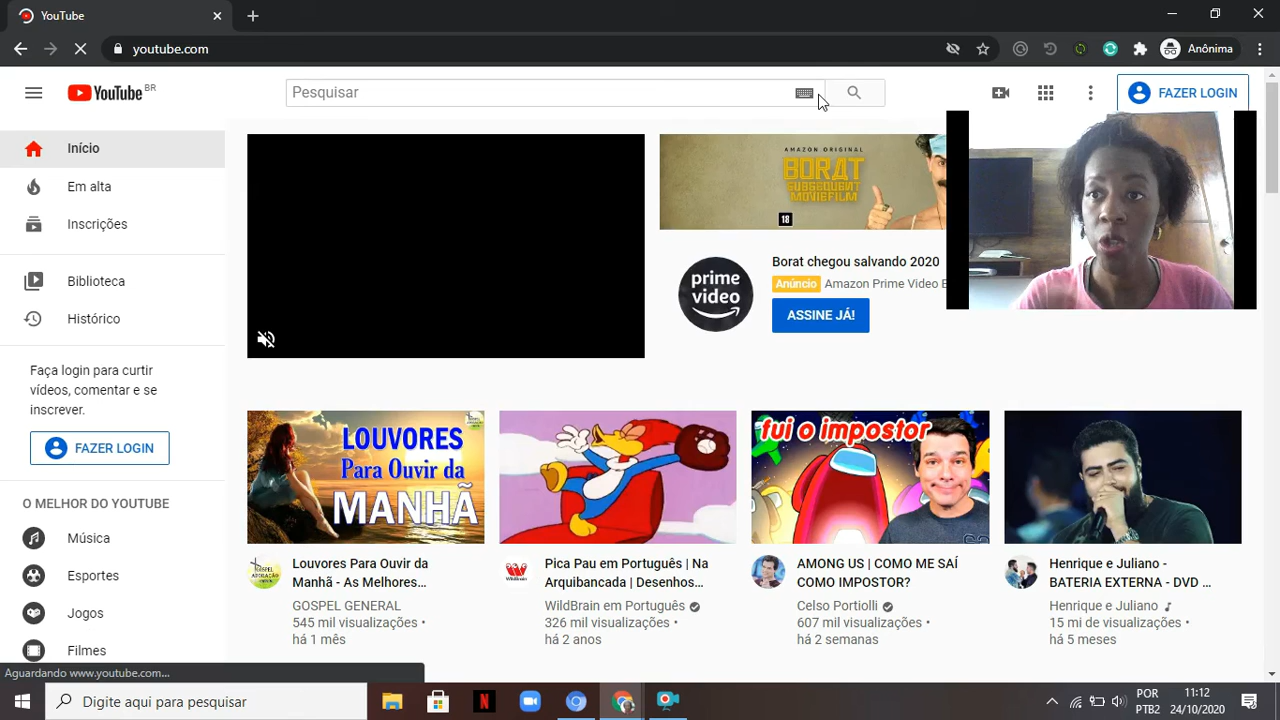 YouTube
youtube.com
Anônima
YouTube BR
Pesquisar
FAZER LOGIN
Início
Em alta
Inscrições
Biblioteca
Histórico
Faça login para curtir
vídeos, comentar e se
inscrever.
FAZER LOGIN
O MELHOR DO YOUTUBE
Música
Esportes
Jogos
Filmes
AMAZON ORIGINAL
BORAT
SUBSEQUENT
MOVIEFILM
18
prime
video
Borat chegou salvando 2020
Anúncio Amazon Prime Video
ASSINE JÁ!
LOUVORES
Para Ouvir da
MANHÃ
fui o impostor
Louvores Para Ouvir da
Manhã - As Melhores...
GOSPEL GENERAL
545 mil visualizações •
há 1 mês
WildBrain
Pica Pau em Português | Na
Arquibancada | Desenhos...
WildBrain em Português
326 mil visualizações •
há 2 anos
AMONG US | COMO ME SAÍ
COMO IMPOSTOR?
Celso Portiolli
607 mil visualizações •
há 2 semanas
Henrique e Juliano -
BATERIA EXTERNA - DVD ...
Henrique e Juliano
15 mi de visualizações •
há 5 meses
Aguardando www.youtube.com...
Digite aqui para pesquisar
N
POR
PTB2
11:12
24/10/2020